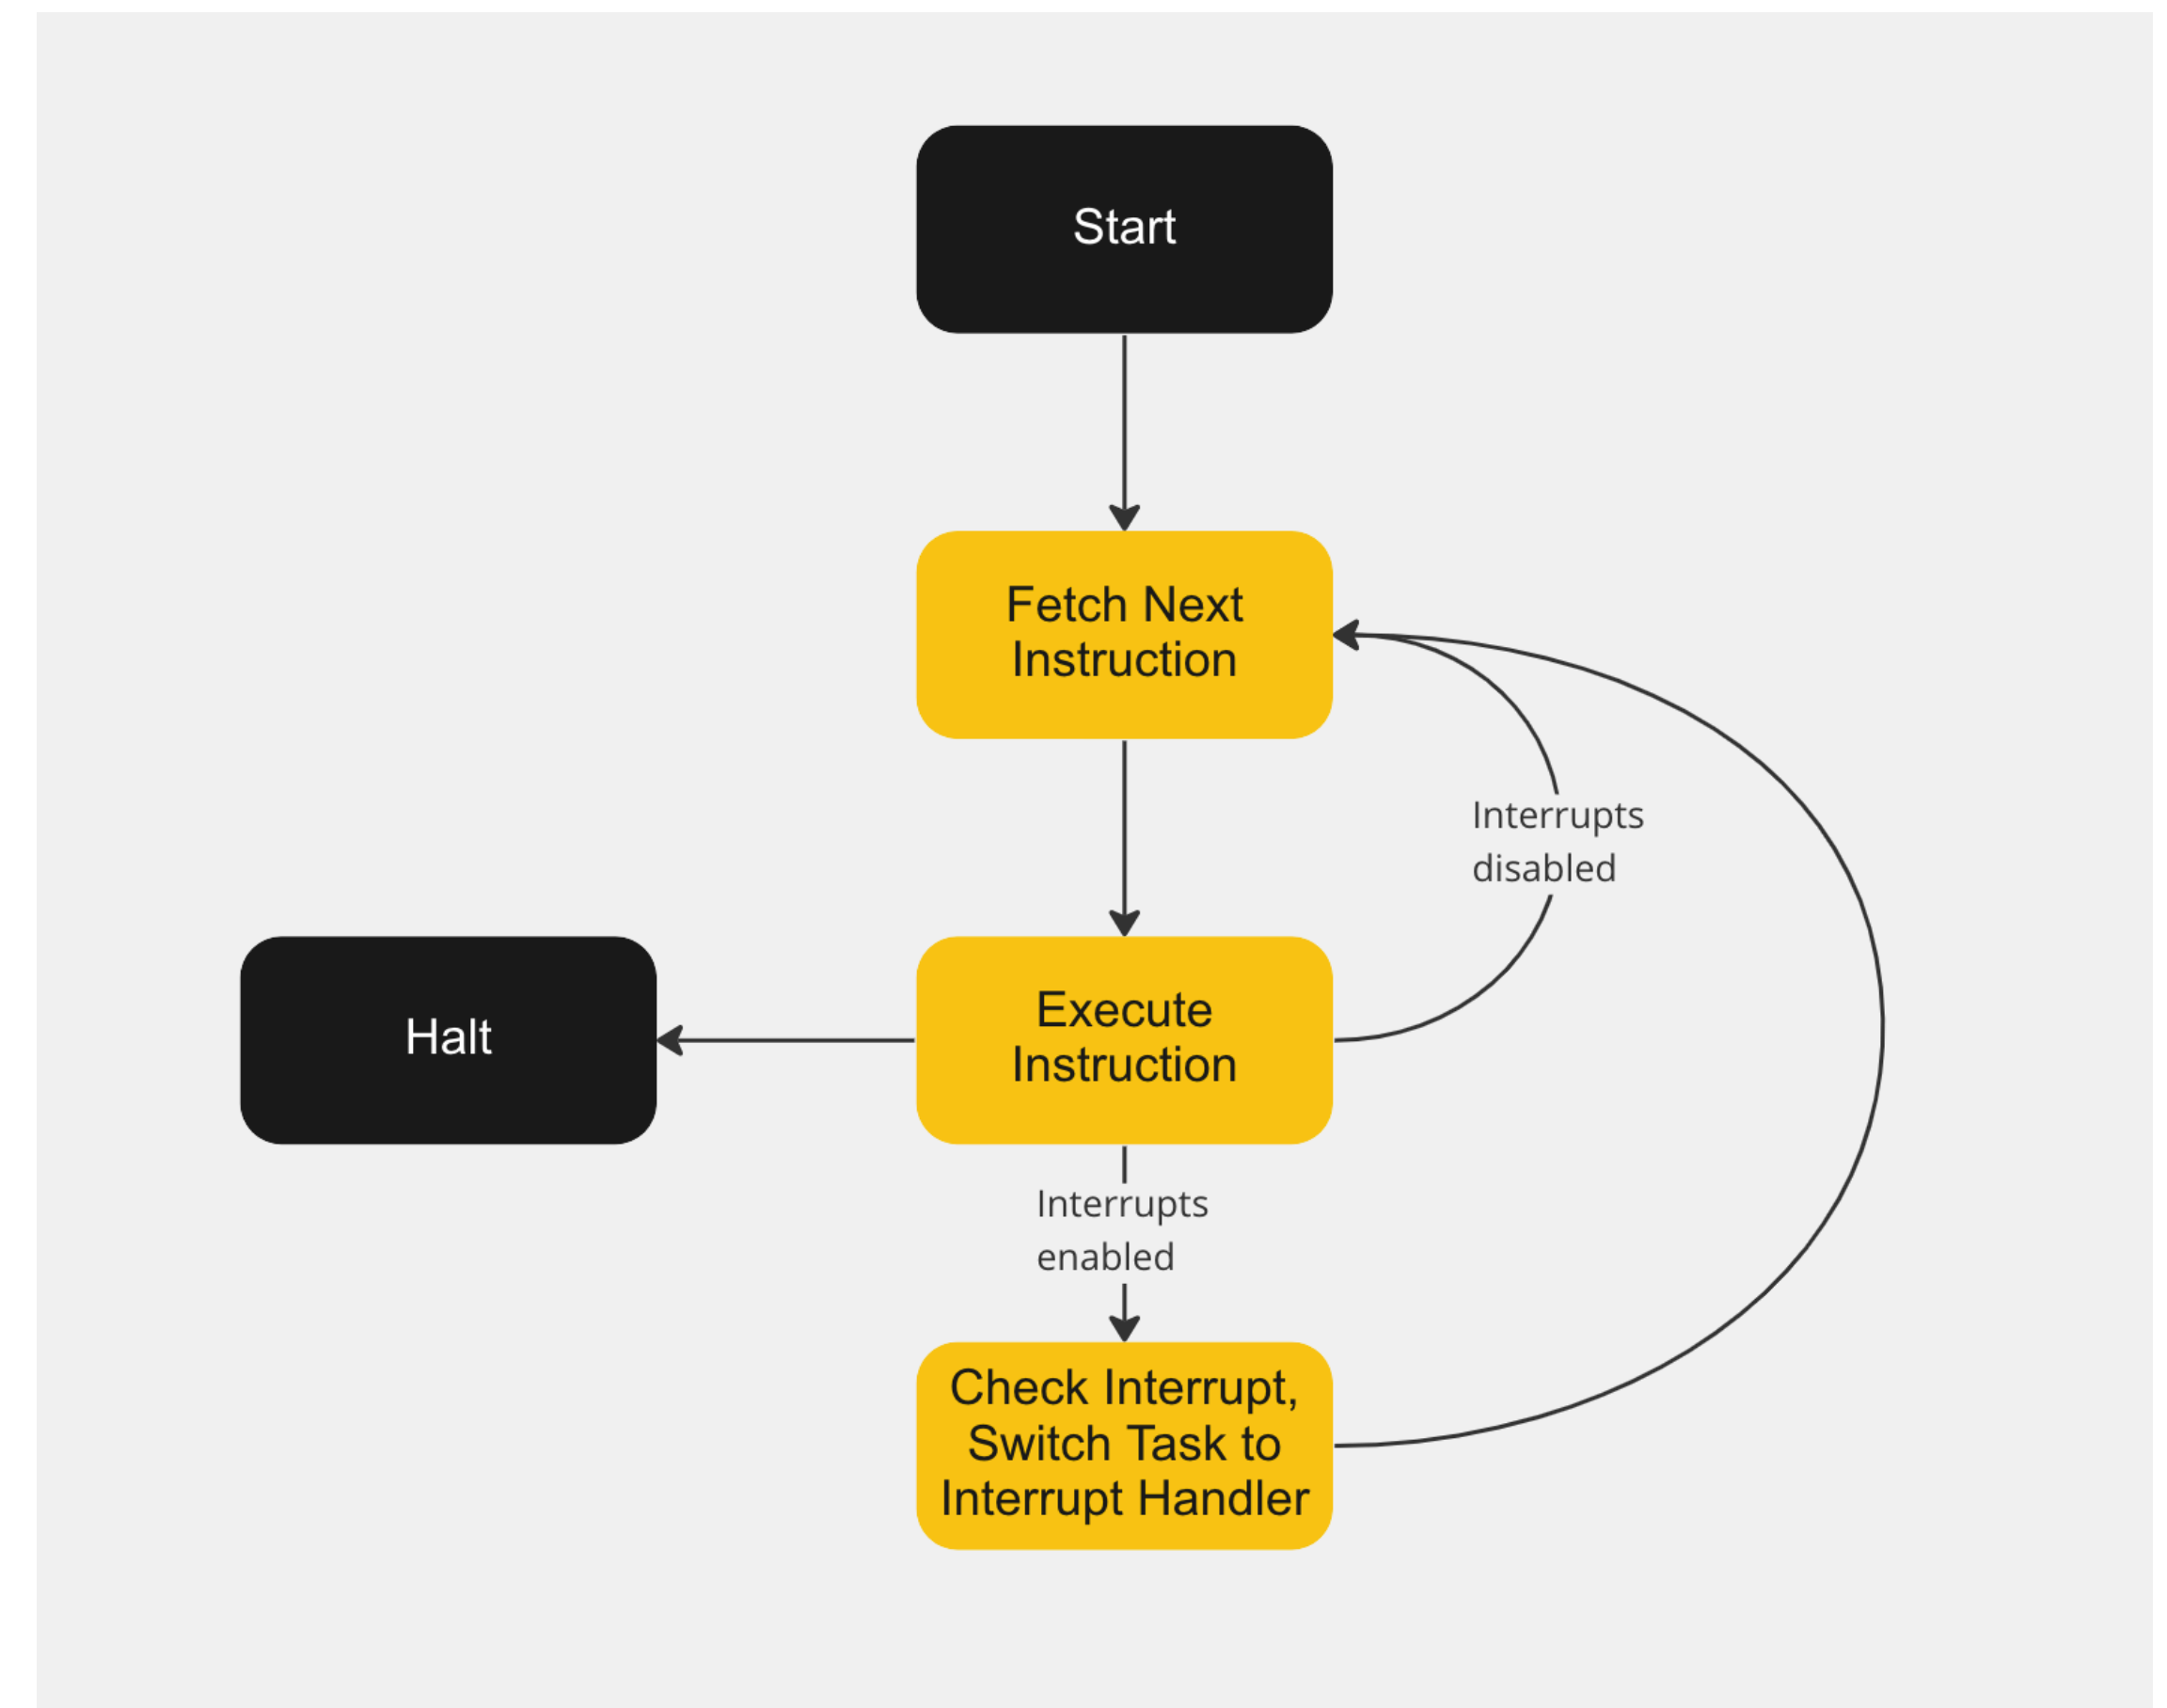 Start
Fetch Next
Instruction
Interrupts
disabled
Halt
Execute
Instruction
Interrupts
enabled
Check Interrupt,
Switch Task to
Interrupt Handler